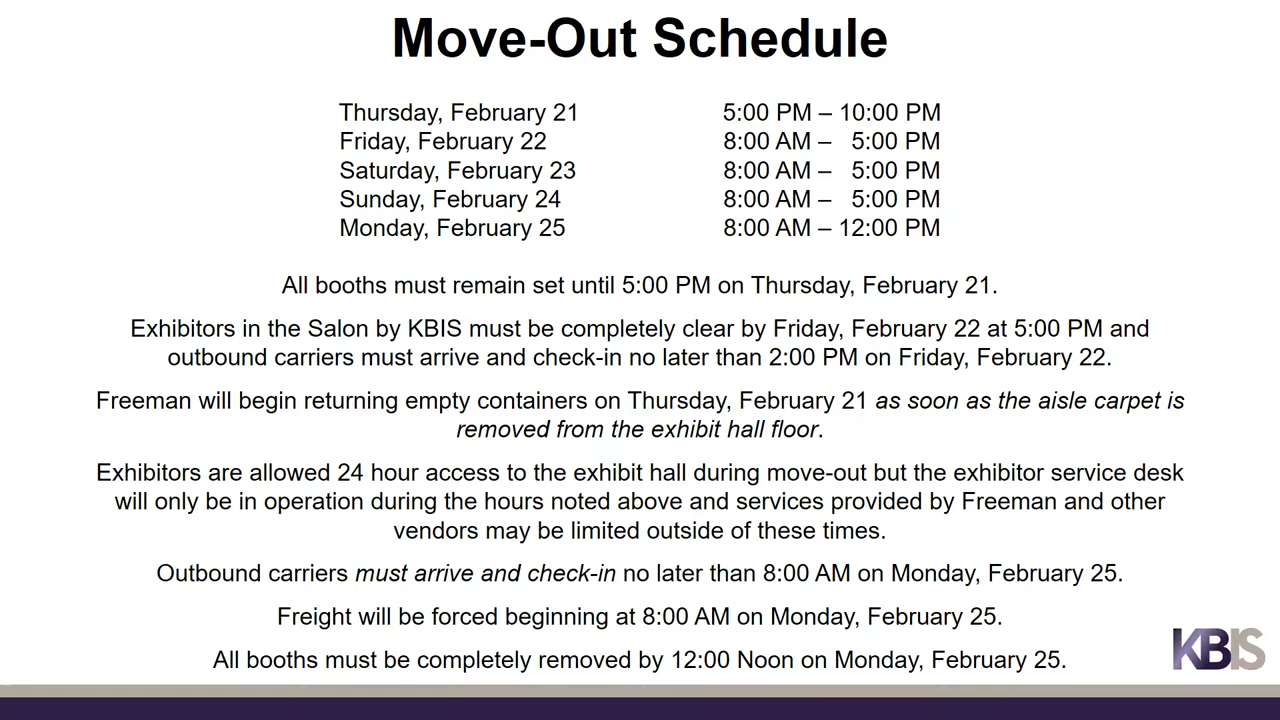 Move-Out Schedule
Thursday, February 21 5:00 PM – 10:00 PM
Friday, February 22 8:00 AM – 5:00 PM
Saturday, February 23 8:00 AM – 5:00 PM
Sunday, February 24 8:00 AM – 5:00 PM
Monday, February 25 8:00 AM – 12:00 PM
All booths must remain set until 5:00 PM on Thursday, February 21.
Exhibitors in the Salon by KBIS must be completely clear by Friday, February 22 at 5:00 PM and
outbound carriers must arrive and check-in no later than 2:00 PM on Friday, February 22.
Freeman will begin returning empty containers on Thursday, February 21 as soon as the aisle carpet is
removed from the exhibit hall floor.
Exhibitors are allowed 24 hour access to the exhibit hall during move-out but the exhibitor service desk
will only be in operation during the hours noted above and services provided by Freeman and other
vendors may be limited outside of these times.
Outbound carriers must arrive and check-in no later than 8:00 AM on Monday, February 25.
Freight will be forced beginning at 8:00 AM on Monday, February 25.
All booths must be completely removed by 12:00 Noon on Monday, February 25.
KBIS